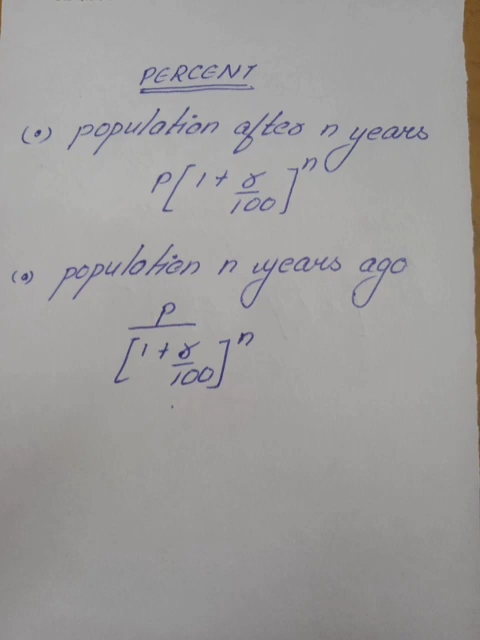 PERCENT
(•) population after n years
P[1 + r/100]^n
(•) population n years ago
P/[1 + r/100]^n